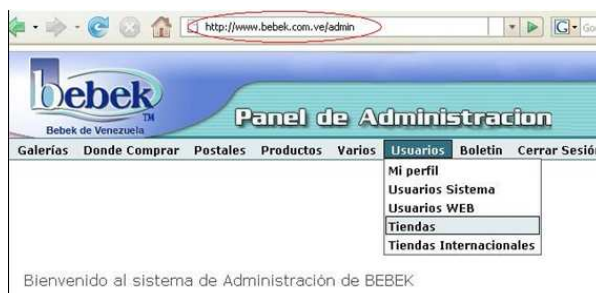 http://www.bebek.com.ve/admin
G
bebek
TM
Bebek de Venezuela
Panel de Administracion
Galerías Donde Comprar Postales Productos Varios Usuarios Boletin Cerrar Sesió
Mi perfil
Usuarios Sistema
Usuarios WEB
Tiendas
Tiendas Internacionales
Bienvenido al sistema de Administración de BEBEK